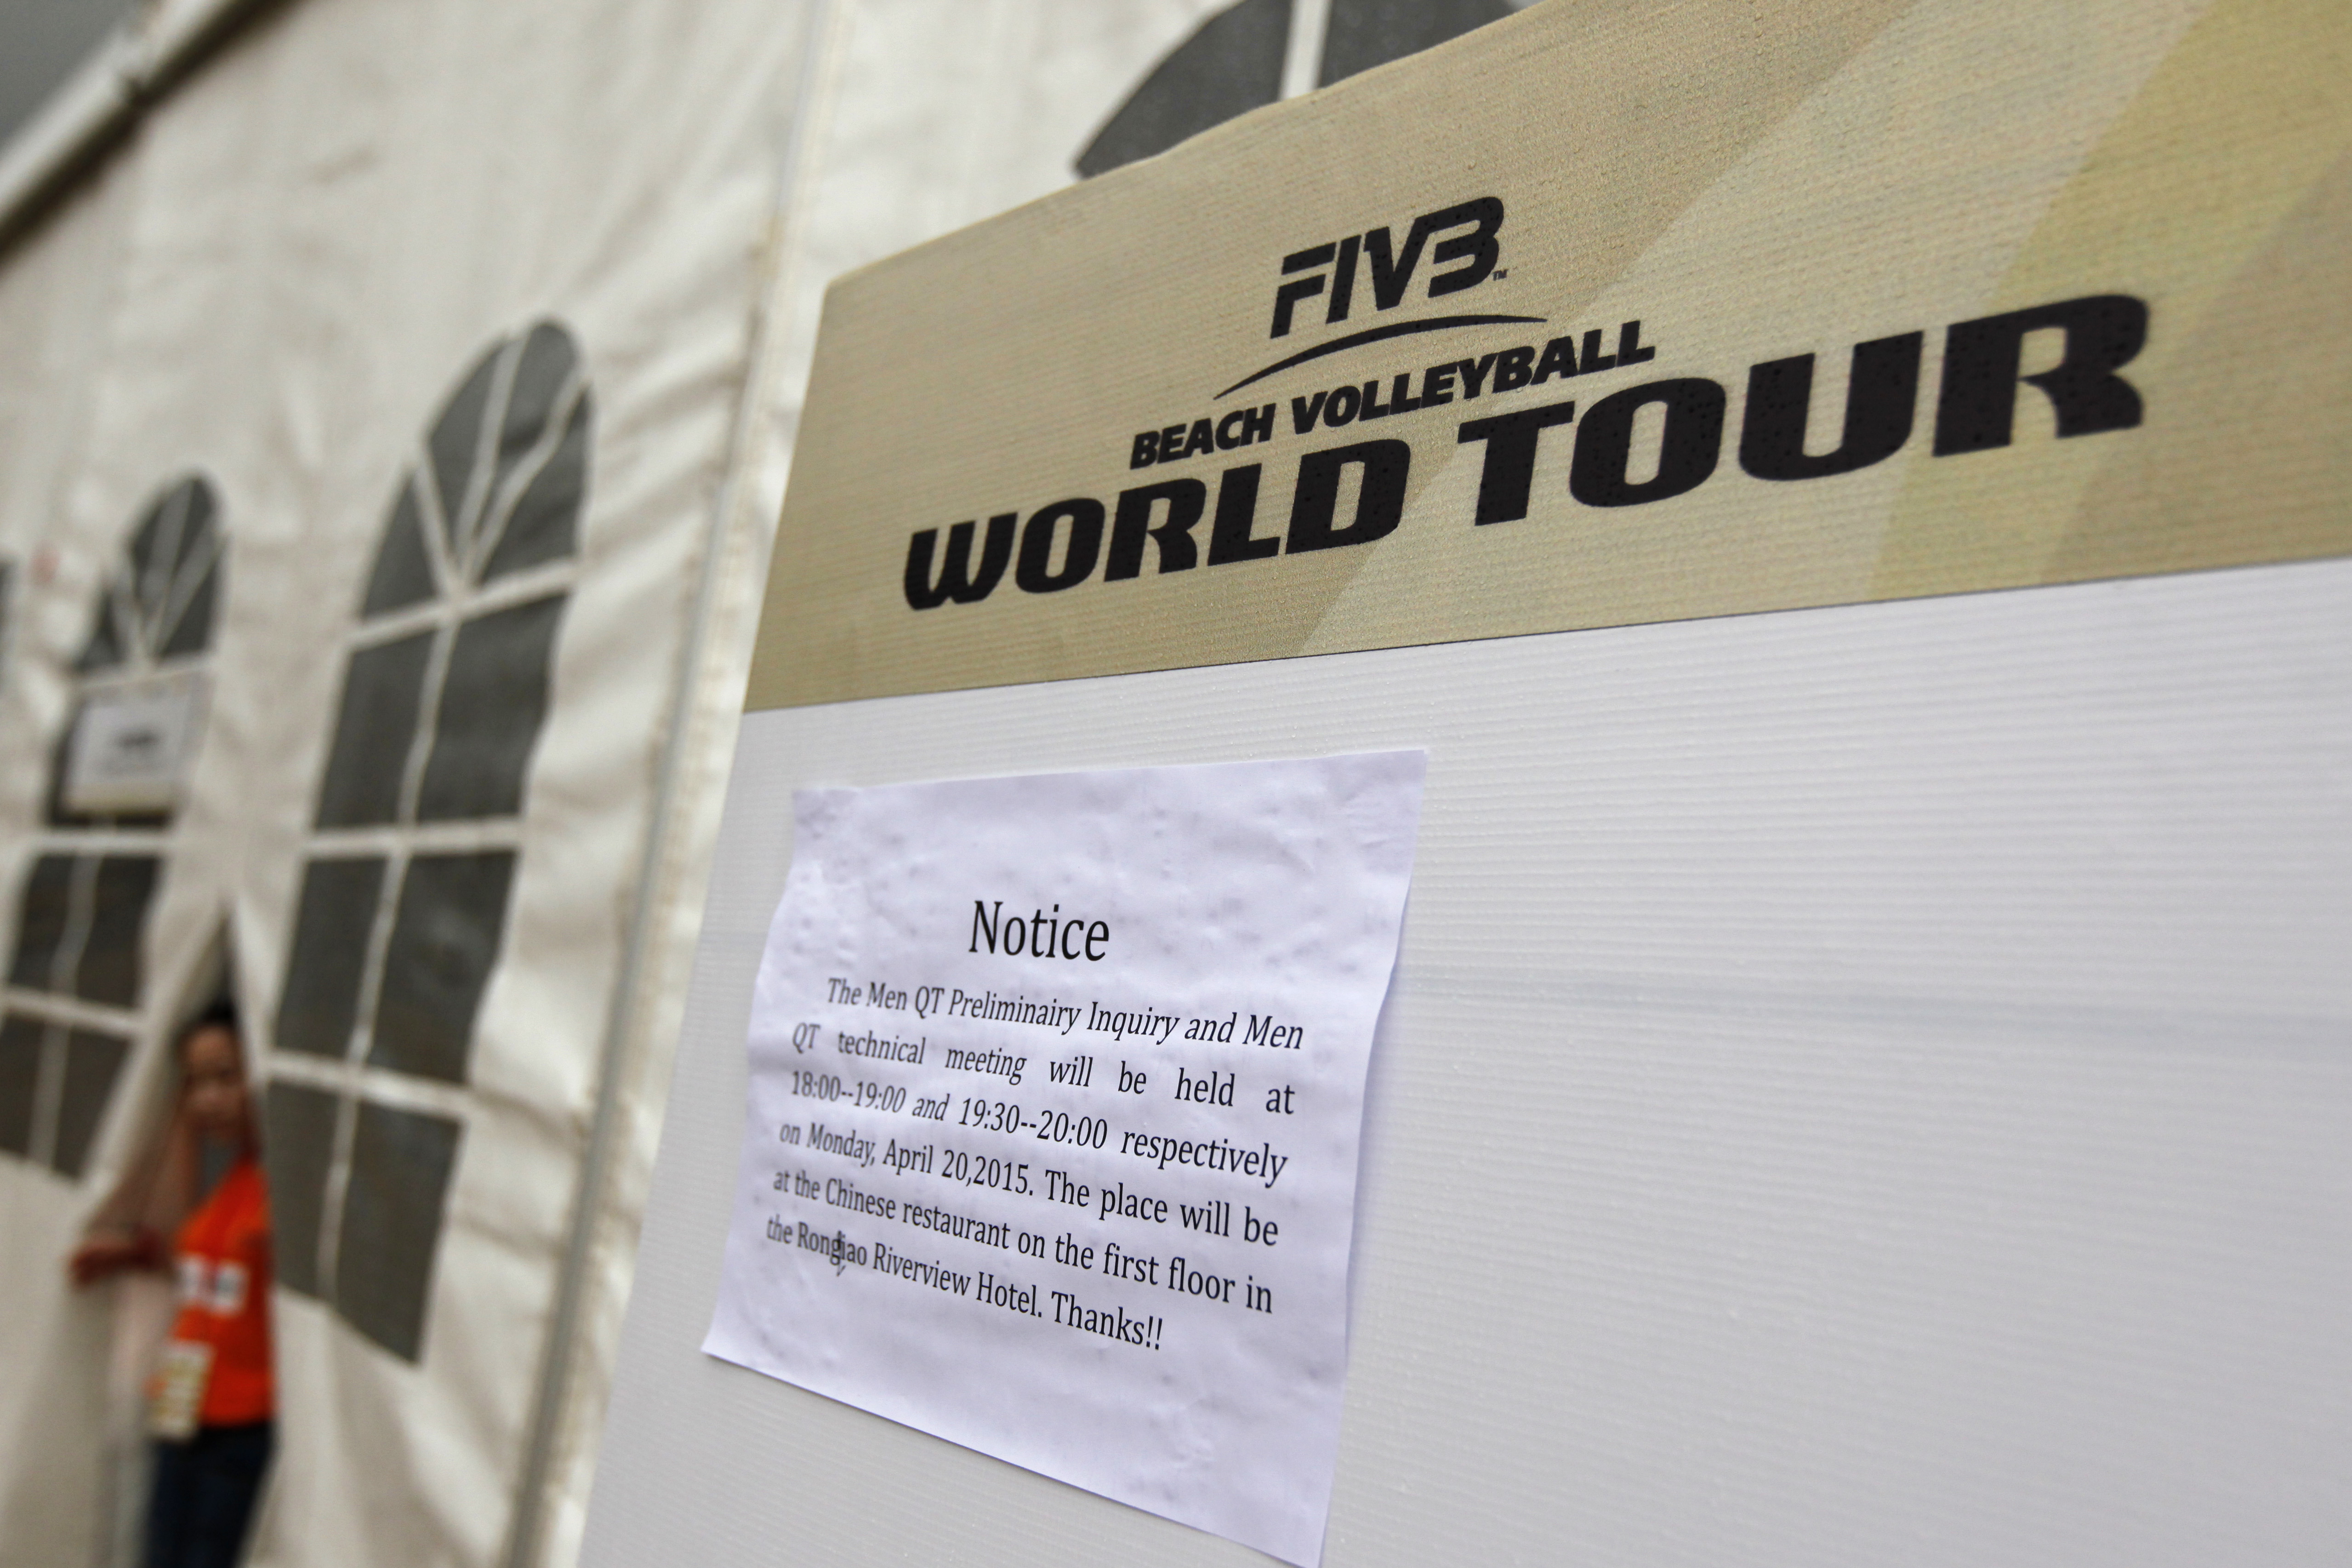 FIVB
BEACH VOLLEYBALL
WORLD TOUR
Notice
The Men QT Preliminairy Inquiry and Men
QT technical meeting will be held at
18:00--19:00 and 19:30--20:00 respectively
on Monday, April 20,2015. The place will be
at the Chinese restaurant on the first floor in
the Rongqiao Riverview Hotel. Thanks!!